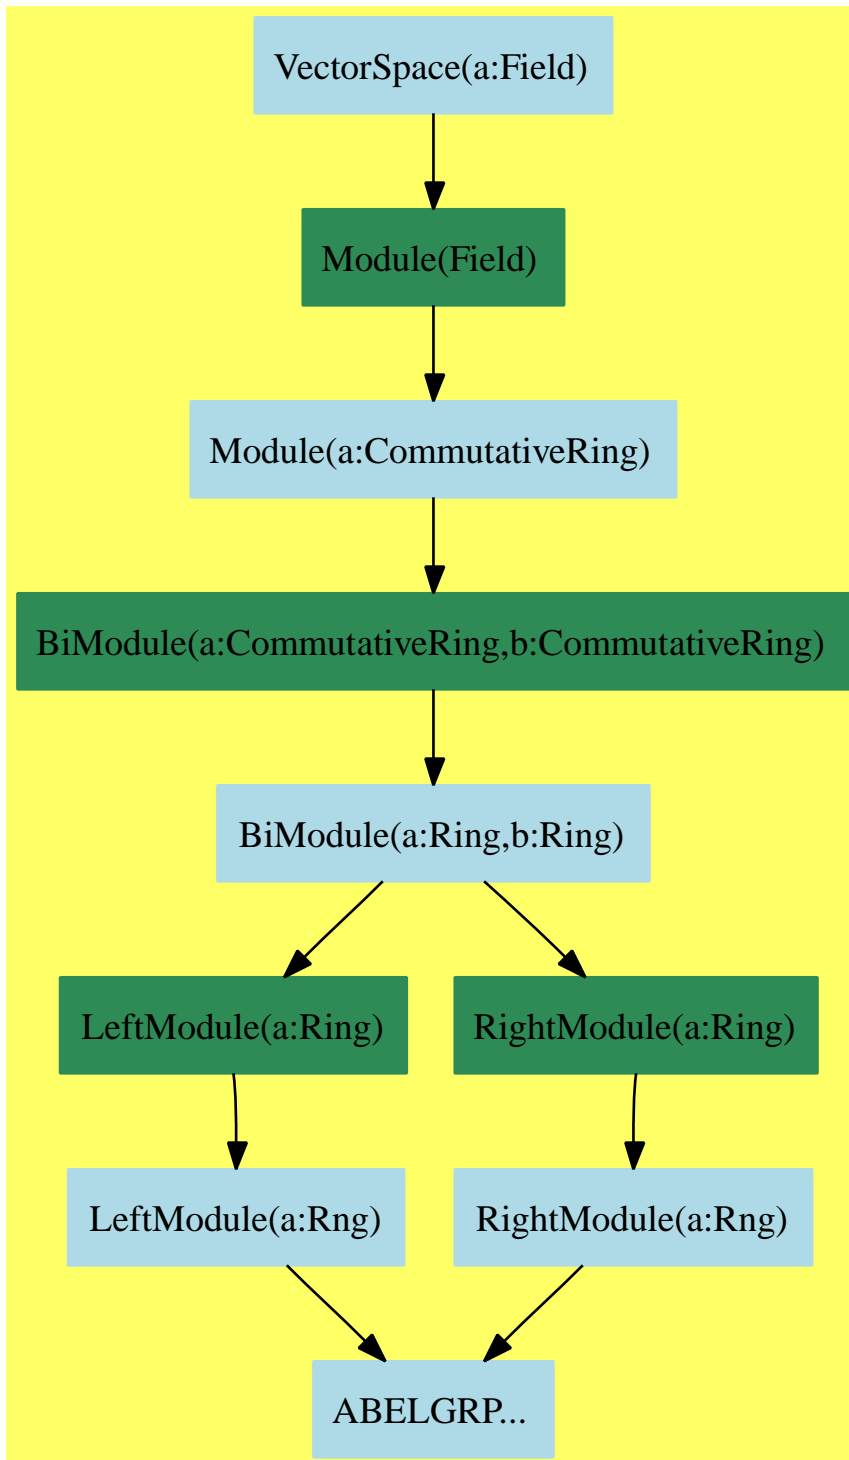 VectorSpace(a:Field)
Module(Field)
Module(a:CommutativeRing)
BiModule(a:CommutativeRing,b:CommutativeRing)
BiModule(a:Ring,b:Ring)
LeftModule(a:Ring)
RightModule(a:Ring)
LeftModule(a:Rng)
RightModule(a:Rng)
ABELGRP...